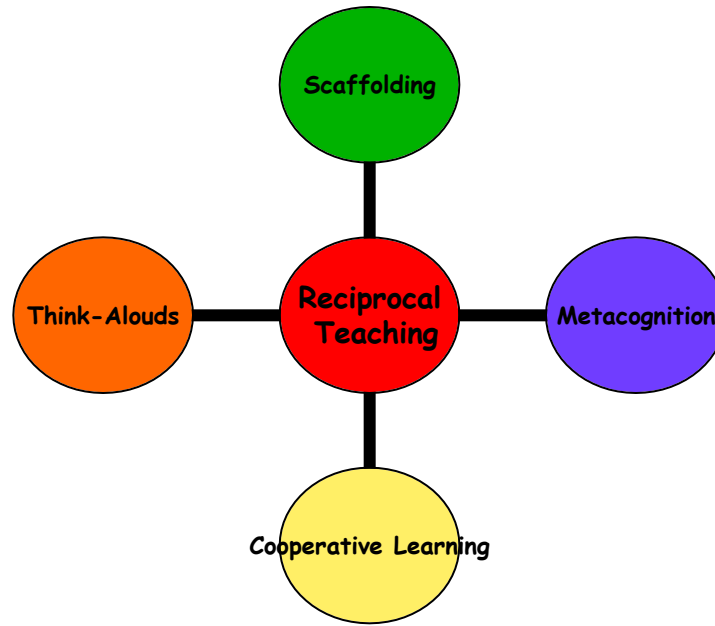 Scaffolding
Think-Alouds
Reciprocal
Teaching
Metacognition
Cooperative Learning